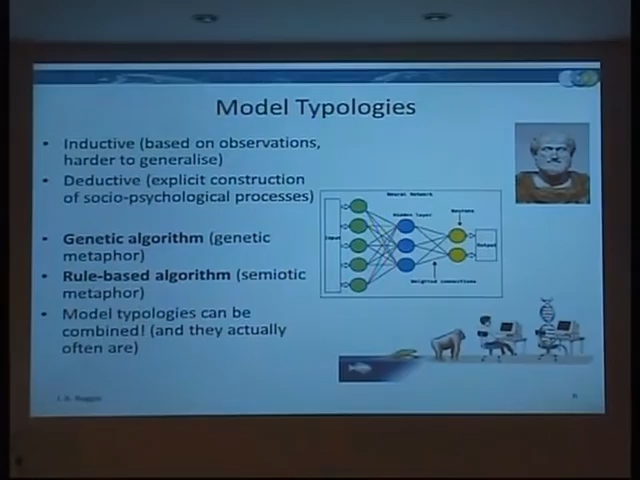 Model Typologies
• Inductive (based on observations,
harder to generalise)
• Deductive (explicit construction
of socio-psychological processes)
• Genetic algorithm (genetic
metaphor)
• Rule-based algorithm (semiotic
metaphor)
• Model typologies can be
combined! (and they actually
often are)
Neural Network
Hidden layer
Neurons
Input
Output
Weighted connections